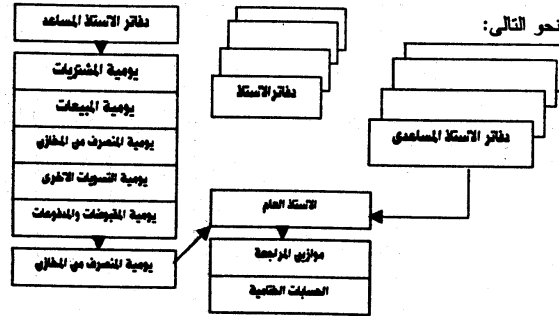 نحو التالى:
دفاتر الاستاذ المساعد
يومية المشتريات
يومية المبيعات
يومية المنصرف من المخازن
يومية التسويات الاخرى
يومية المقبوضات والمدفوعات
يومية المنصرف من المخازن
دفاتر الاستاذ
دفاتر الاستاذ المساعدى
الاستاذ العام
موازين المراجعة
الحسابات الختامية